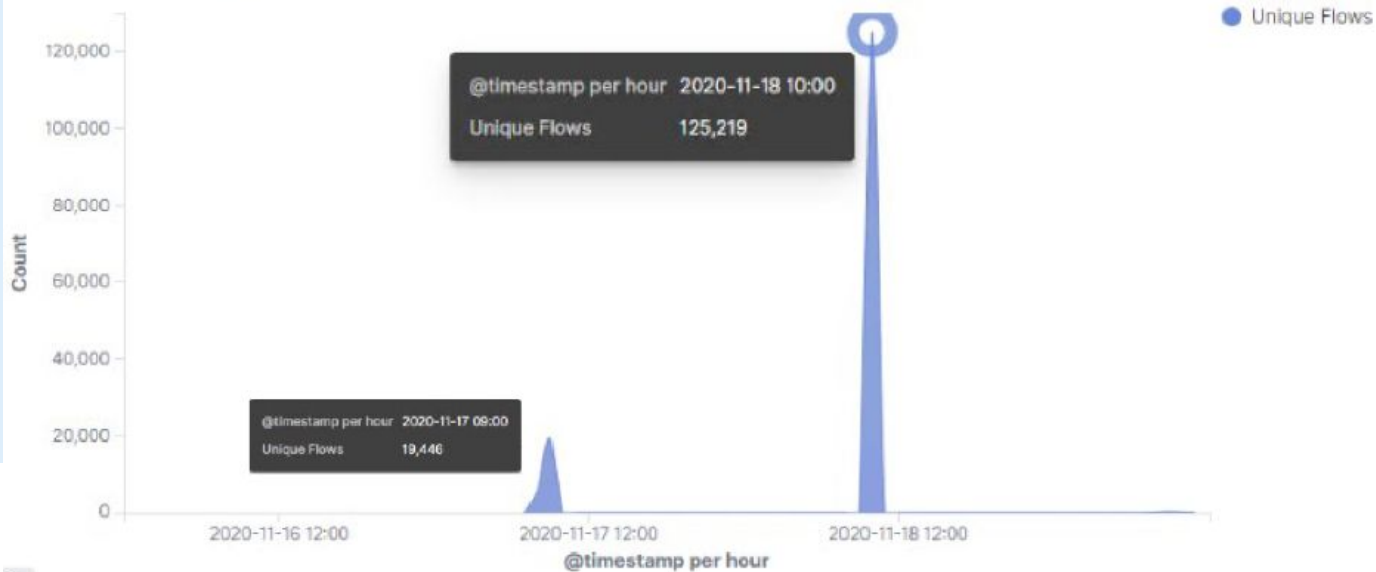 Unique Flows
120,000
100,000
80,000
60,000
40,000
20,000
0
Count
@timestamp per hour 2020-11-18 10:00
Unique Flows 125,219
@timestamp per hour 2020-11-17 09:00
Unique Flows 19,446
2020-11-16 12:00
2020-11-17 12:00
2020-11-18 12:00
@timestamp per hour